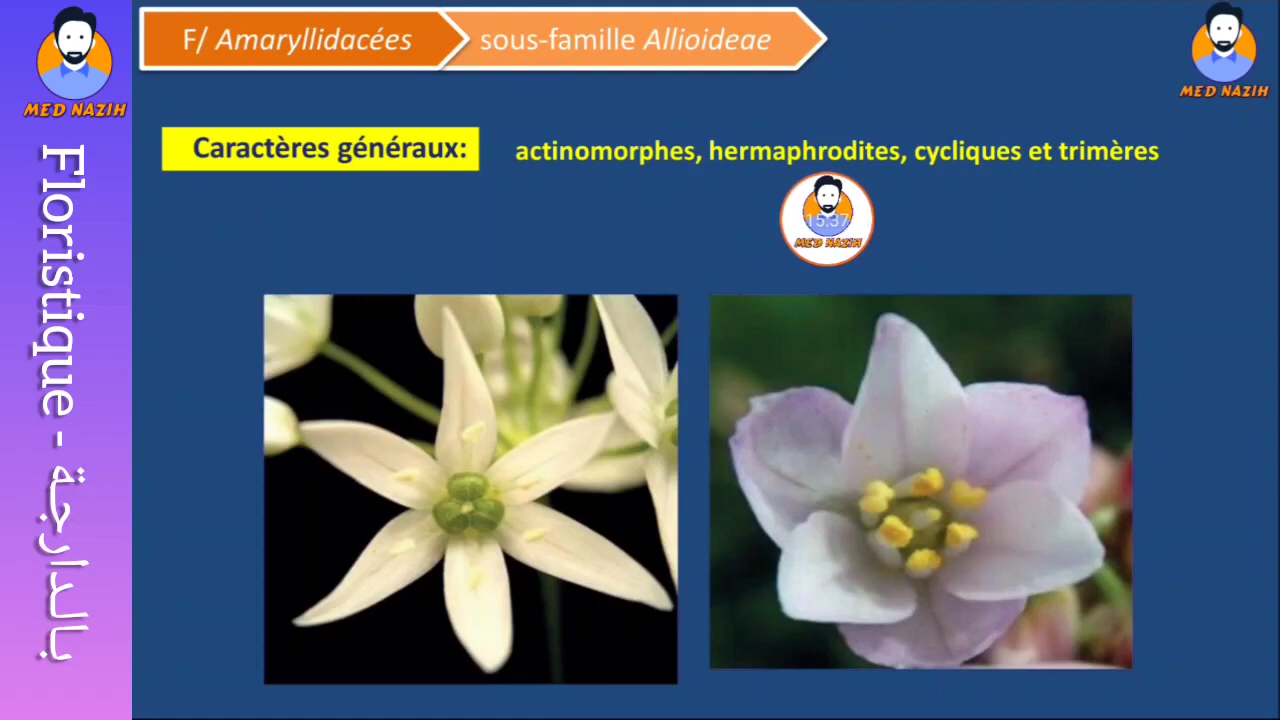 F/ Amaryllidacées
sous-famille Allioideae
MED NAZIH
MED NAZIH
Floristique - بالدارجة
Caractères généraux:
actinomorphes, hermaphrodites, cycliques et trimères
15:37
MED NAZIH